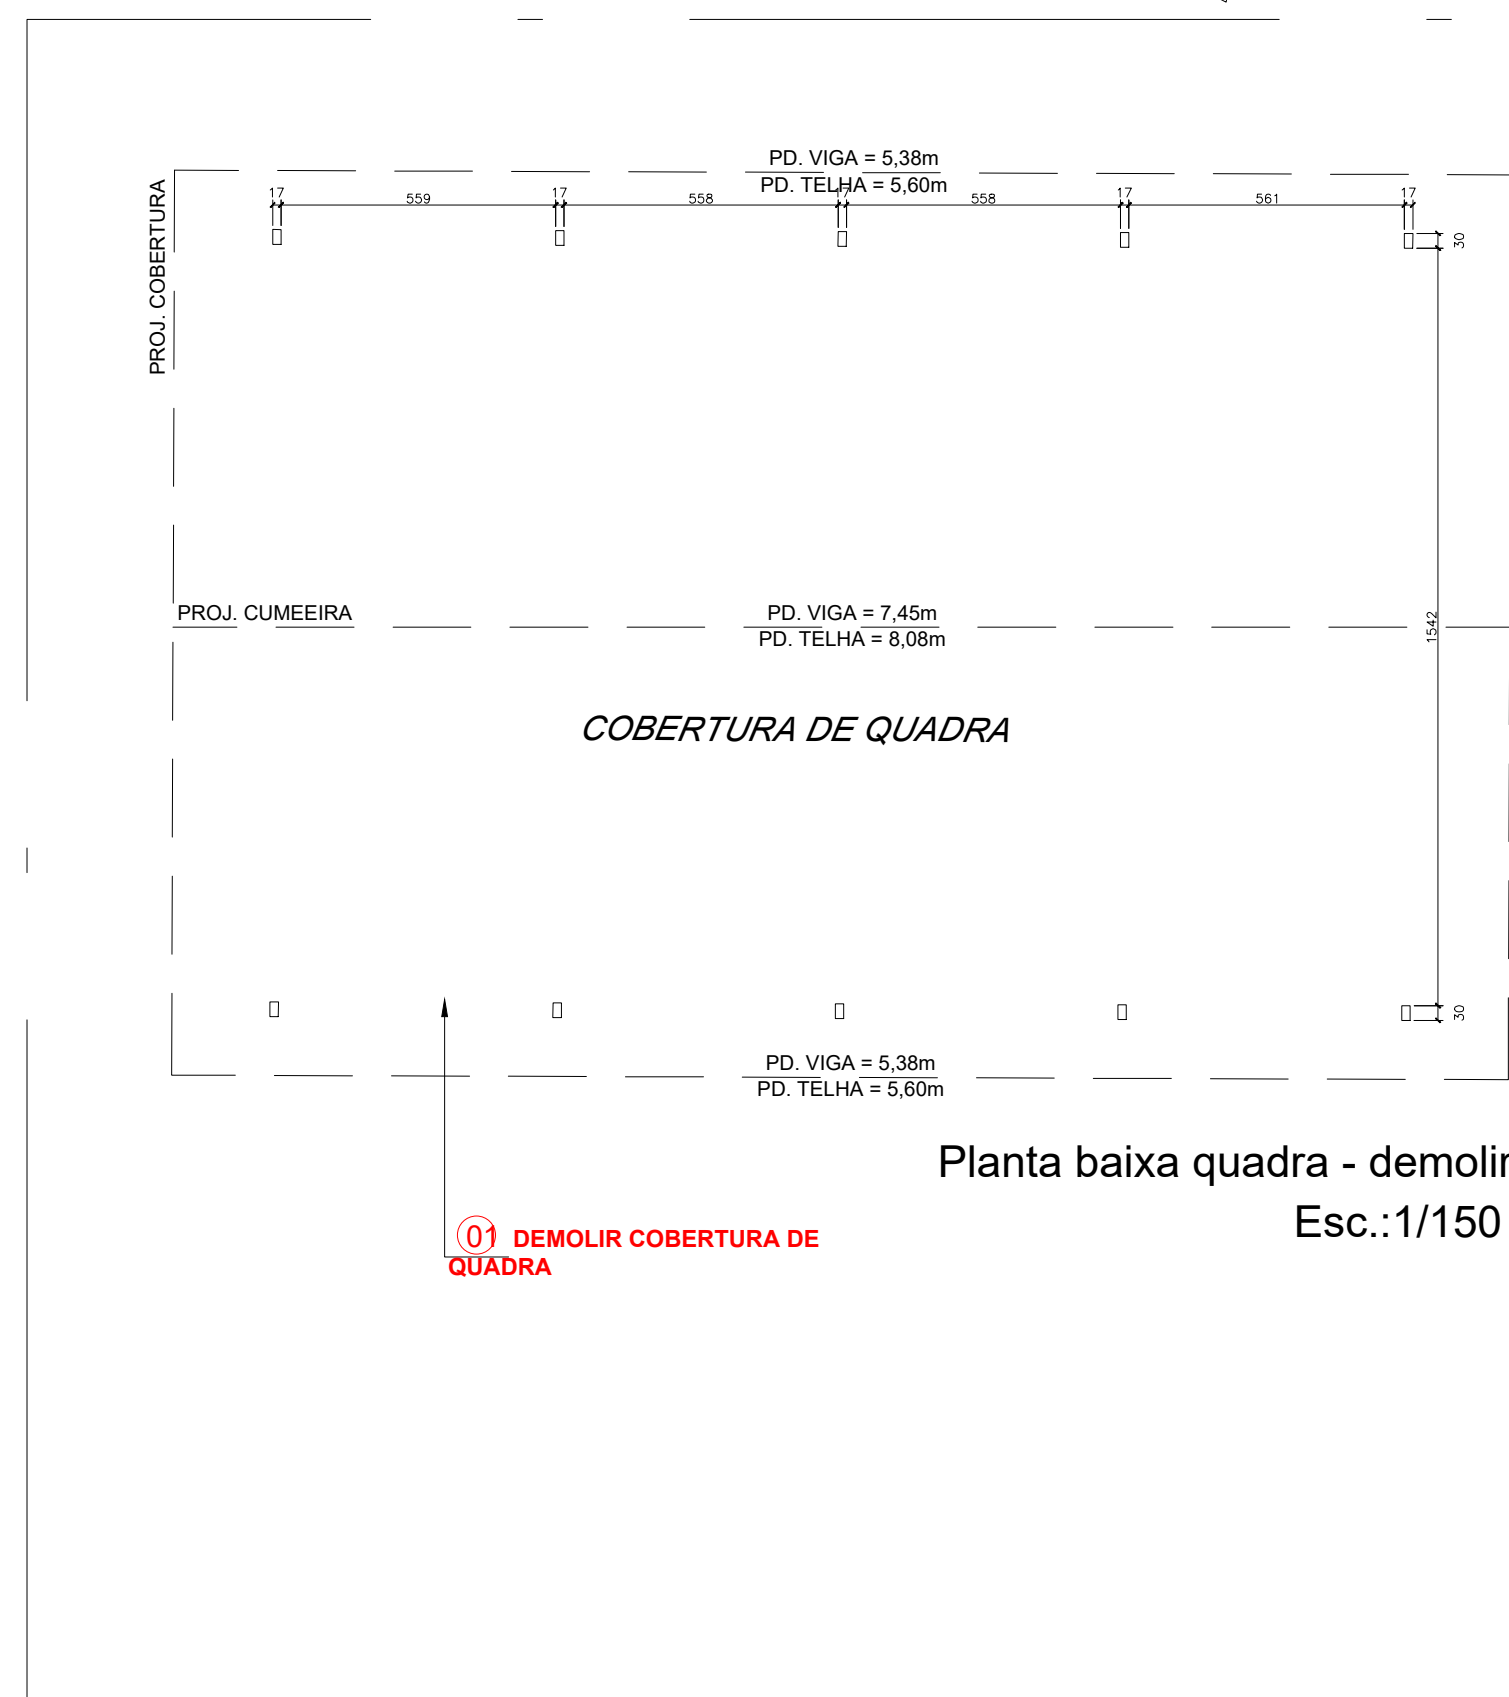 PD. VIGA = 5,38m
PD. TELHA = 5,60m
17
559
17
558
17
558
17
561
17
30
PROJ. COBERTURA
PROJ. CUMEEIRA
PD. VIGA = 7,45m
PD. TELHA = 8,08m
1542
COBERTURA DE QUADRA
30
PD. VIGA = 5,38m
PD. TELHA = 5,60m
Planta baixa quadra - demolir
Esc.:1/150
01 DEMOLIR COBERTURA DE
QUADRA